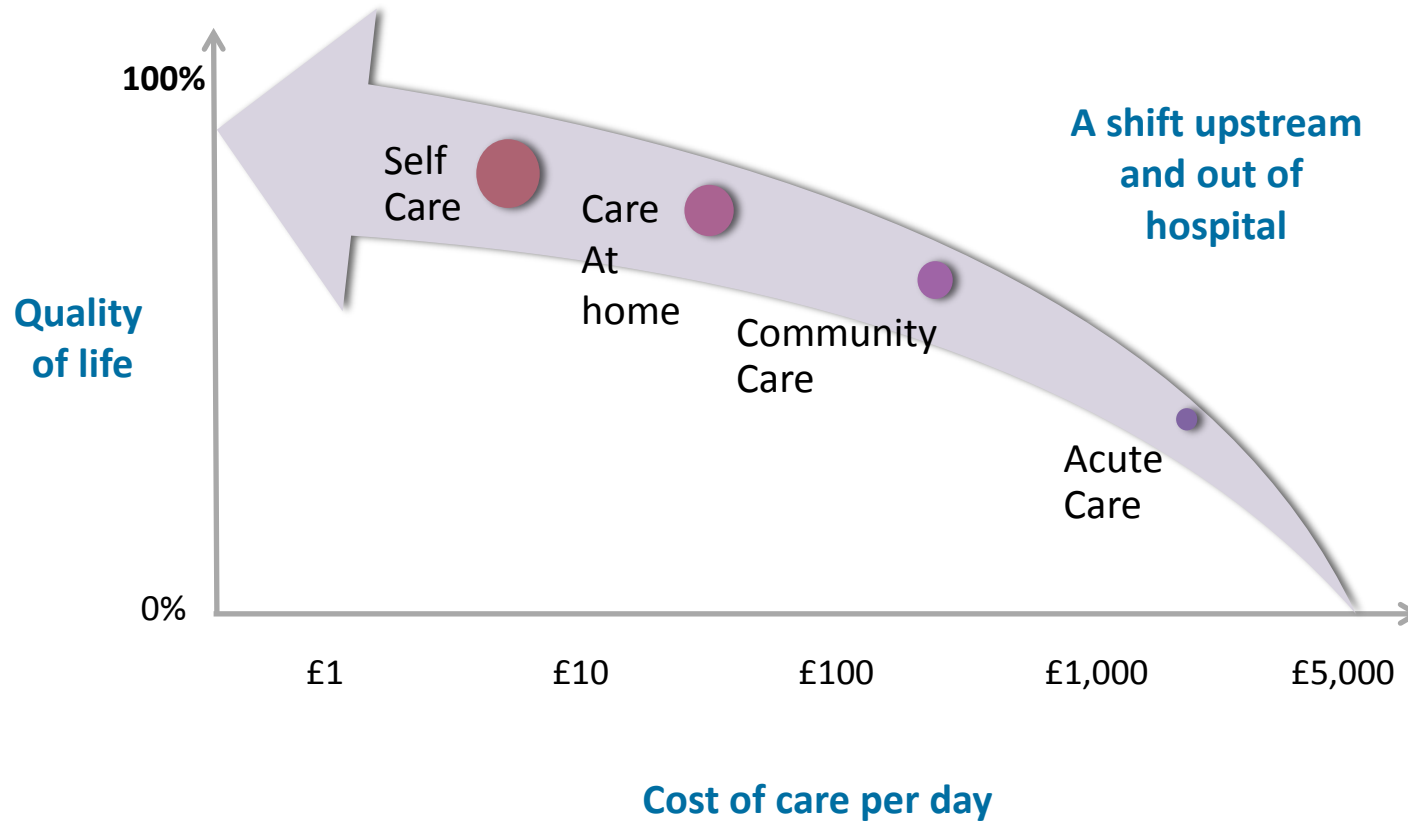 100%
A shift upstream
and out of
hospital
Self
Care
Care
At
home
Quality
of life
Community
Care
Acute
Care
0%
£1
£10
£100
£1,000
£5,000
Cost of care per day